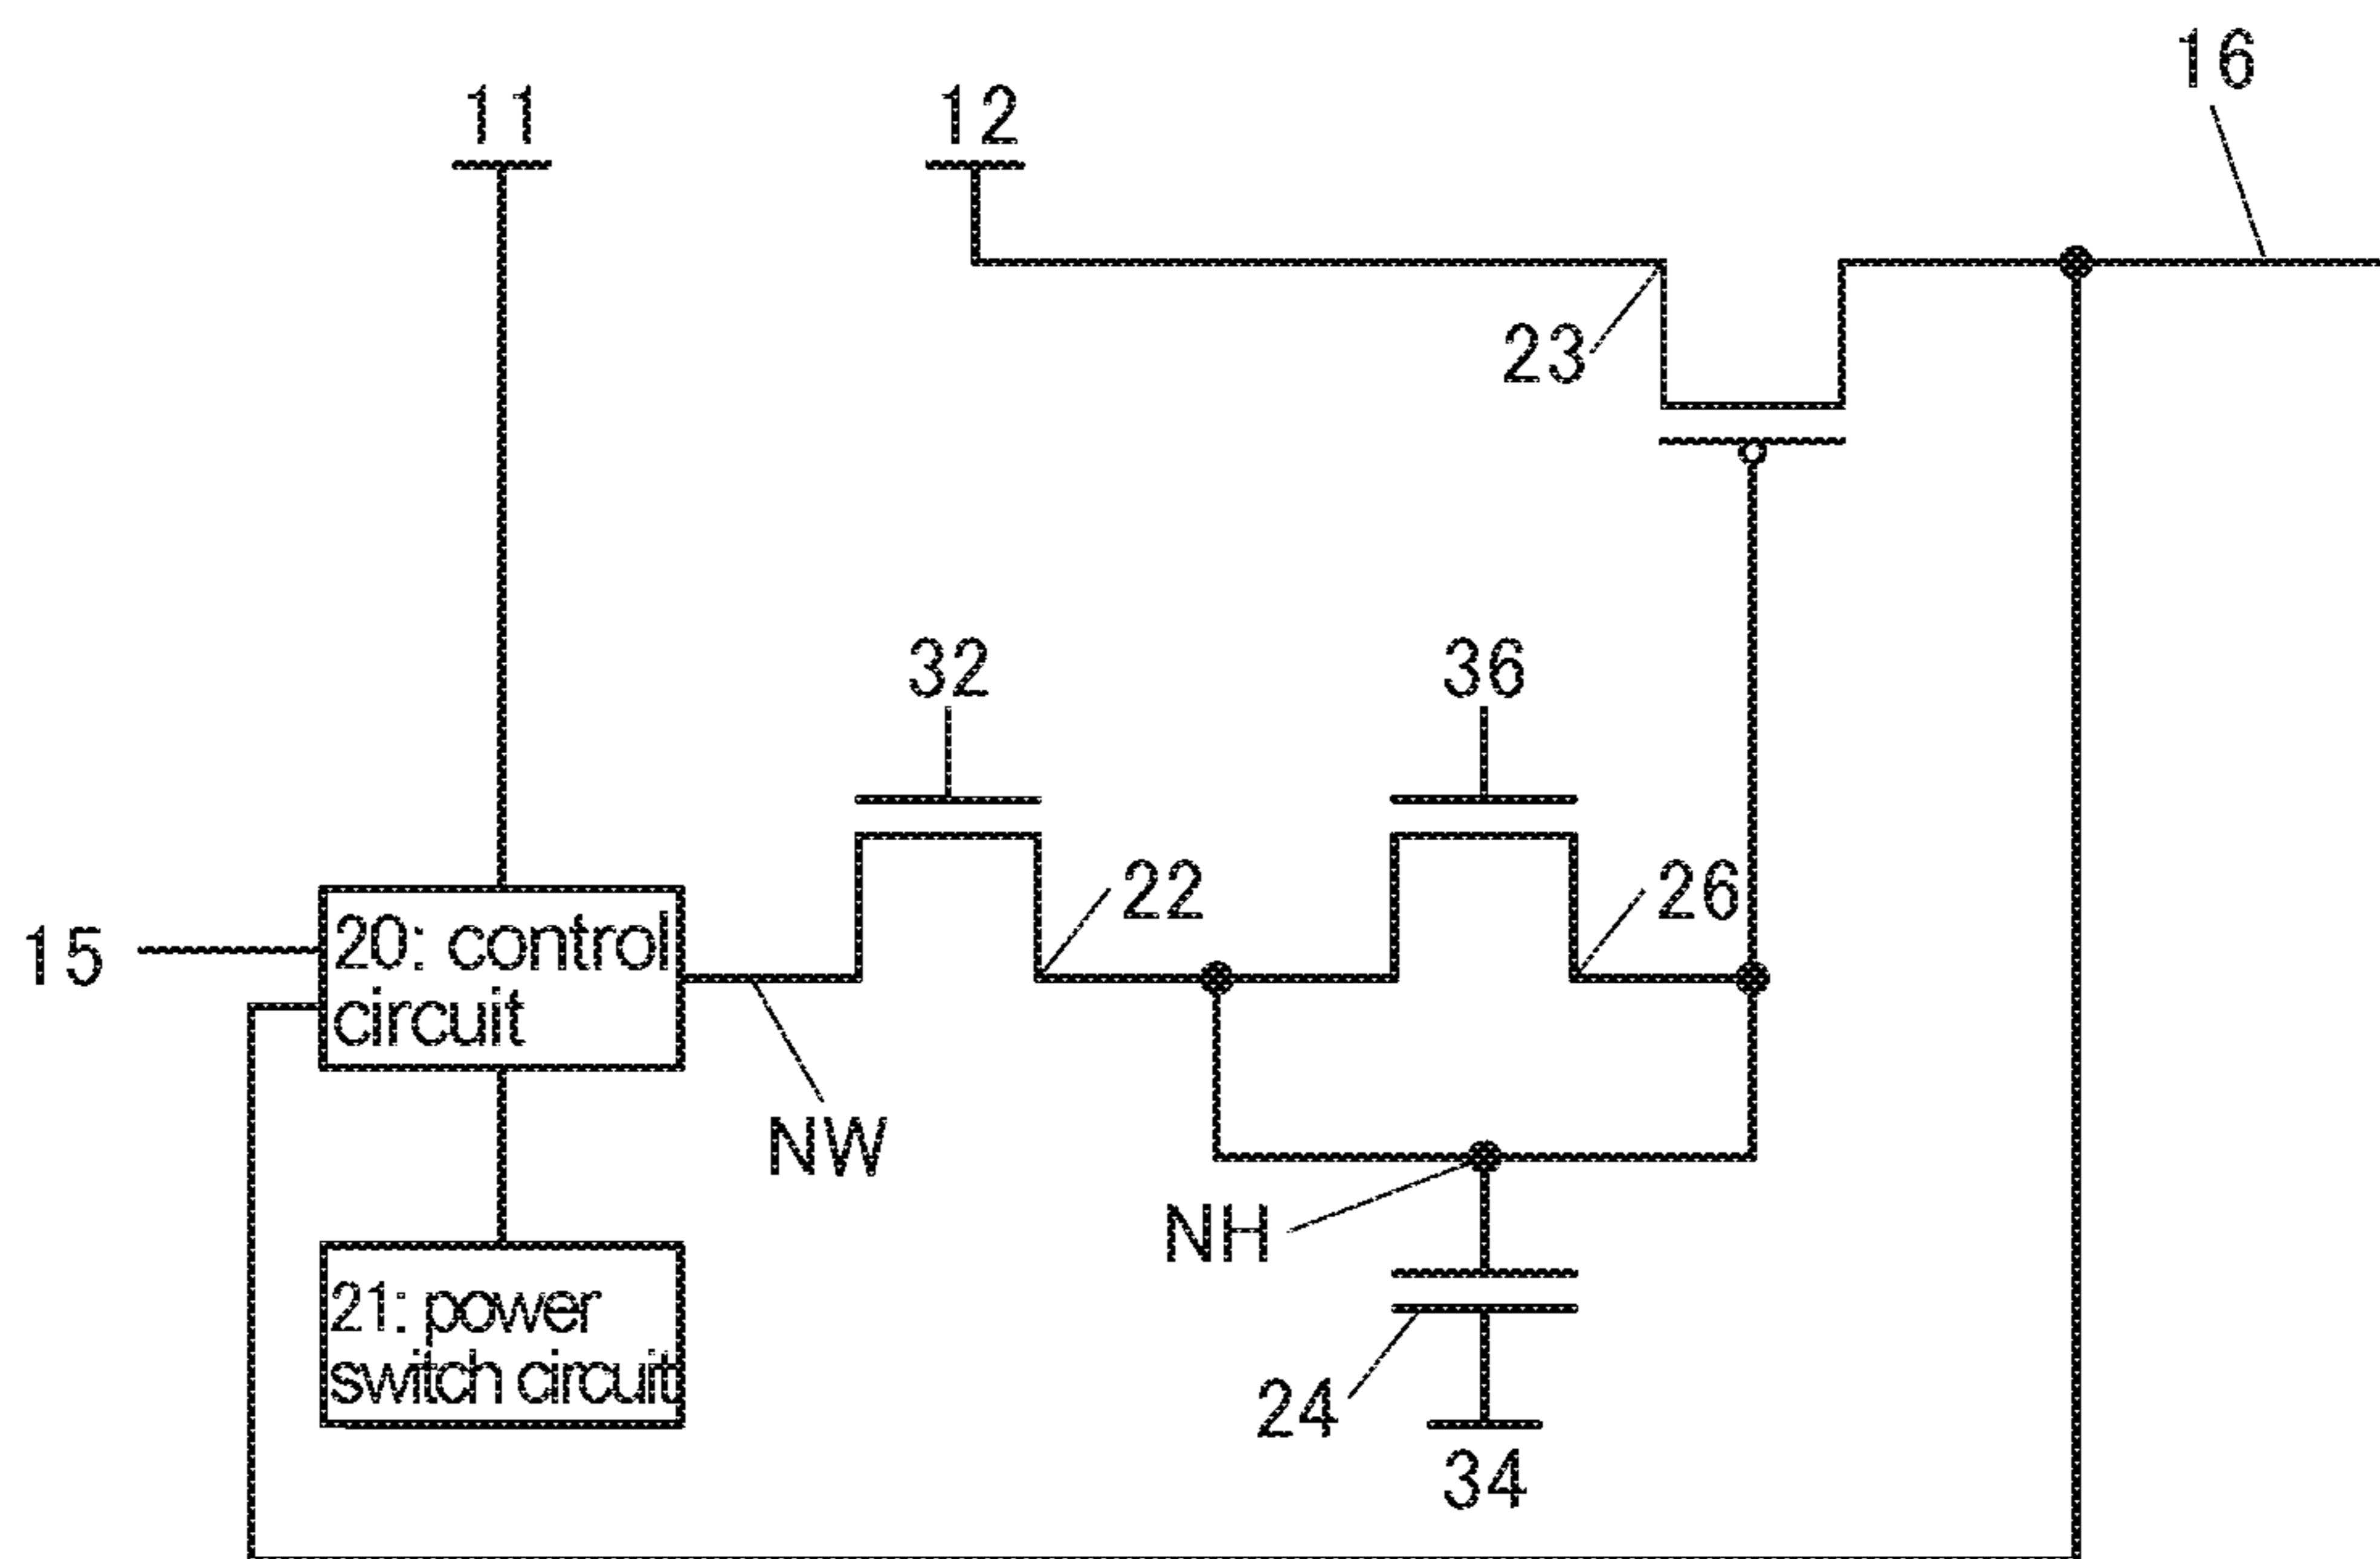 16
11
12
23
32
36
22
26
15
20: control
circuit
NW
NH
21: power
switch circuit
24
34